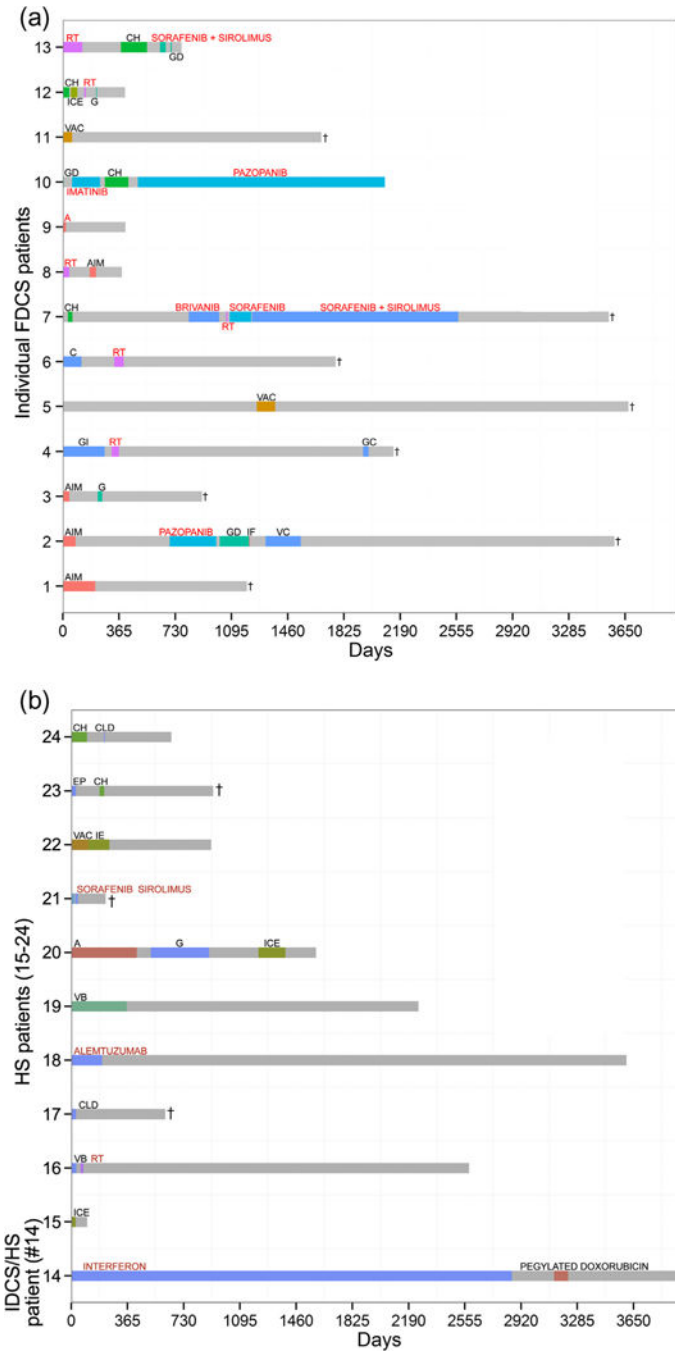 (a)
RT CH SORAFENIB + SIROLIMUS
13
GD
CH RT
12
ICE G
VAC
11 †
GD CH PAZOPANIB
10
IMATINIB
A
9
RT AIM
8
CH BRIVANIB SORAFENIB SORAFENIB + SIROLIMUS
7 †
RT
C RT
6 †
VAC
5 †
GI RT GC
4 †
AIM G
3 †
AIM PAZOPANIB GD IF VC
2 †
AIM
1 †
Individual FDCS patients
0 365 730 1095 1460 1825 2190 2555 2920 3285 3650
Days
(b)
CH CLD
24
EP CH
23 †
VAC IE
22
SORAFENIB SIROLIMUS
21 †
A G ICE
20
VB
19
ALEMTUZUMAB
18
CLD
17 †
VB RT
16
ICE
15
INTERFERON PEGYLATED DOXORUBICIN
14
HS patients (15-24)
IDCS/HS
patient (#14)
0 365 730 1095 1460 1825 2190 2555 2920 3285 3650
Days